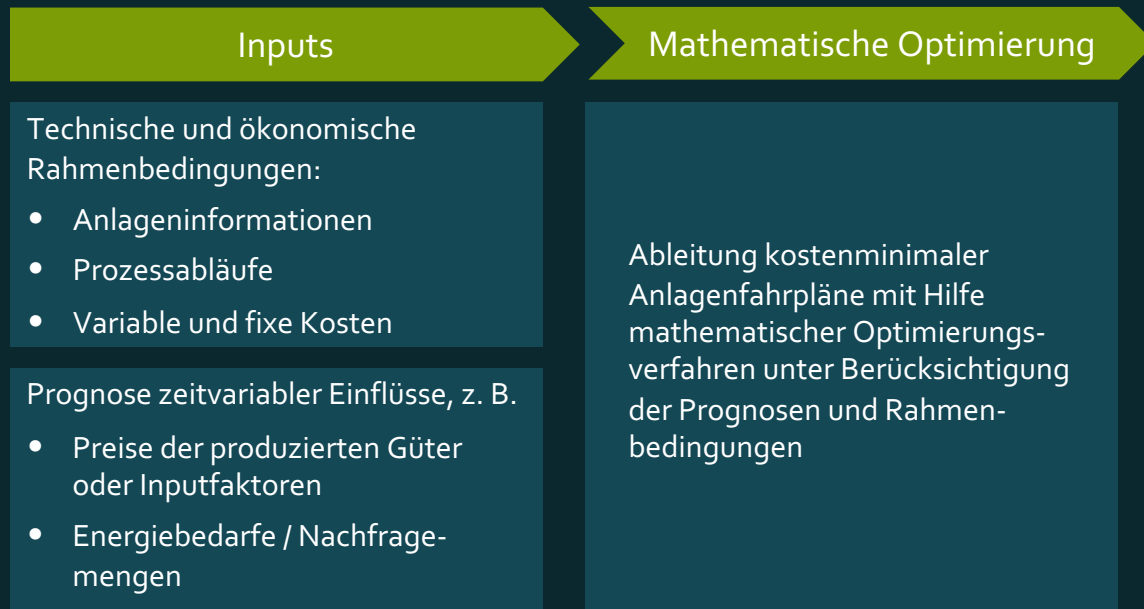 Inputs
Technische und ökonomische
Rahmenbedingungen:
• Anlageninformationen
• Prozessabläufe
• Variable und fixe Kosten
Prognose zeitvariabler Einflüsse, z. B.
• Preise der produzierten Güter
oder Inputfaktoren
• Energiebedarfe / Nachfrage-
mengen
Mathematische Optimierung
Ableitung kostenminimaler
Anlagenfahrpläne mit Hilfe
mathematischer Optimierungs-
verfahren unter Berücksichtigung
der Prognosen und Rahmen-
bedingungen